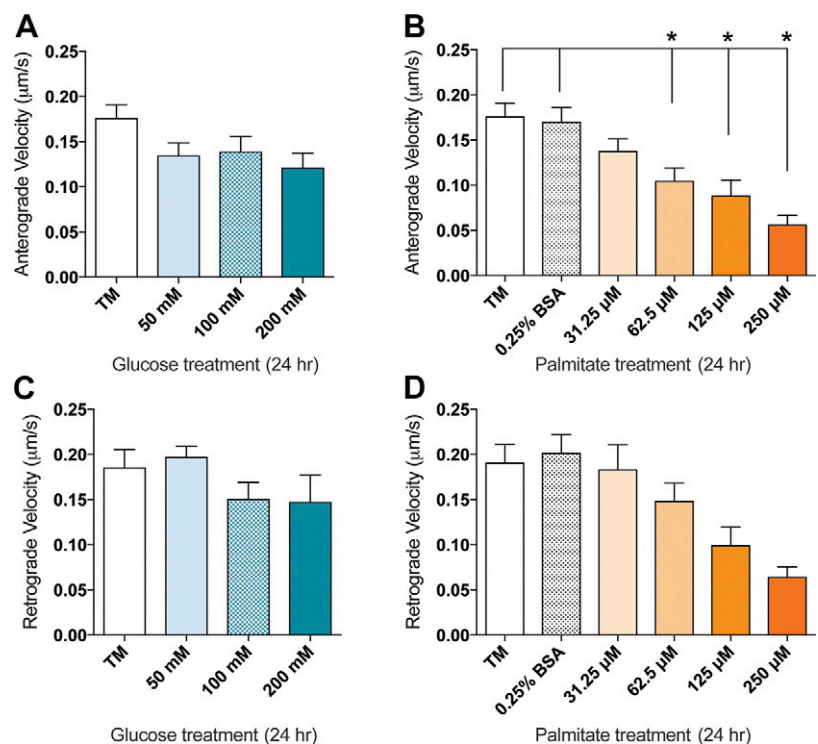 A
Anterograde Velocity (μm/s)
0.25
0.20
0.15
0.10
0.05
0.00
TM
50 mM
100 mM
200 mM
Glucose treatment (24 hr)
B
Anterograde Velocity (μm/s)
0.25
0.20
0.15
0.10
0.05
0.00
* * *
TM
0.25% BSA
31.25 μM
62.5 μM
125 μM
250 μM
Palmitate treatment (24 hr)
C
Retrograde Velocity (μm/s)
0.25
0.20
0.15
0.10
0.05
0.00
TM
50 mM
100 mM
200 mM
Glucose treatment (24 hr)
D
Retrograde Velocity (μm/s)
0.25
0.20
0.15
0.10
0.05
0.00
TM
0.25% BSA
31.25 μM
62.5 μM
125 μM
250 μM
Palmitate treatment (24 hr)